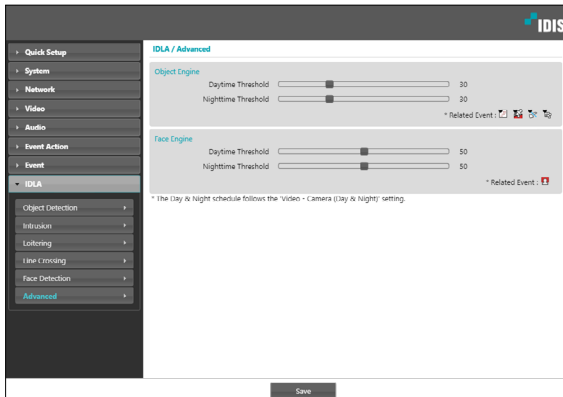 IDIS
Quick Setup
System
Network
Video
Audio
Event Action
Event
IDLA
Object Detection
Intrusion
Loitering
Line Crossing
Face Detection
Advanced
IDLA / Advanced
Object Engine
Daytime Threshold 30
Nighttime Threshold 30
* Related Event :
Face Engine
Daytime Threshold 50
Nighttime Threshold 50
* Related Event :
* The Day & Night schedule follows the 'Video - Camera (Day & Night)' setting.
Save